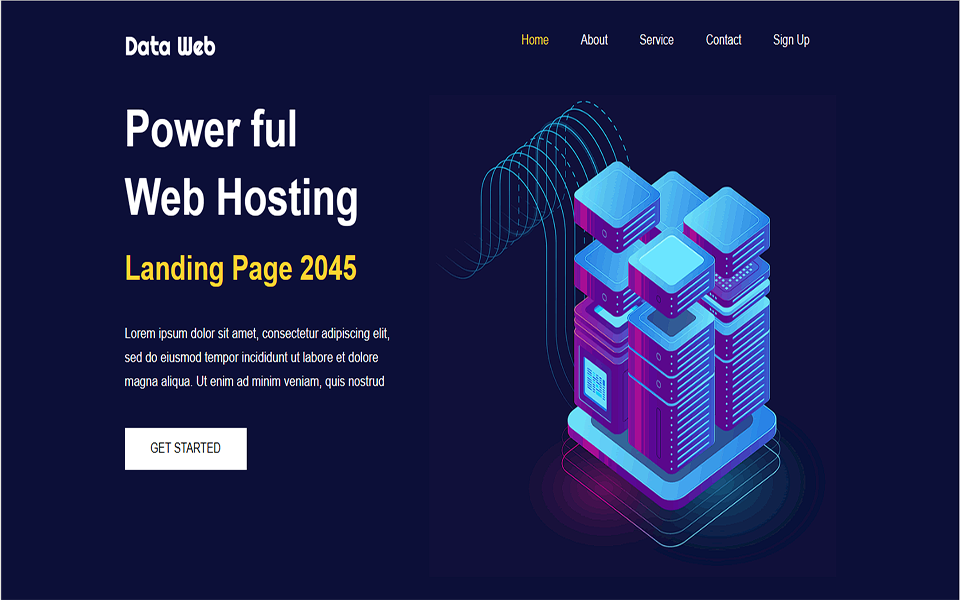 Data Web
Home About Service Contact Sign Up
Power ful
Web Hosting
Landing Page 2045
Lorem ipsum dolor sit amet, consectetur adipiscing elit,
sed do eiusmod tempor incididunt ut labore et dolore
magna aliqua. Ut enim ad minim veniam, quis nostrud
GET STARTED